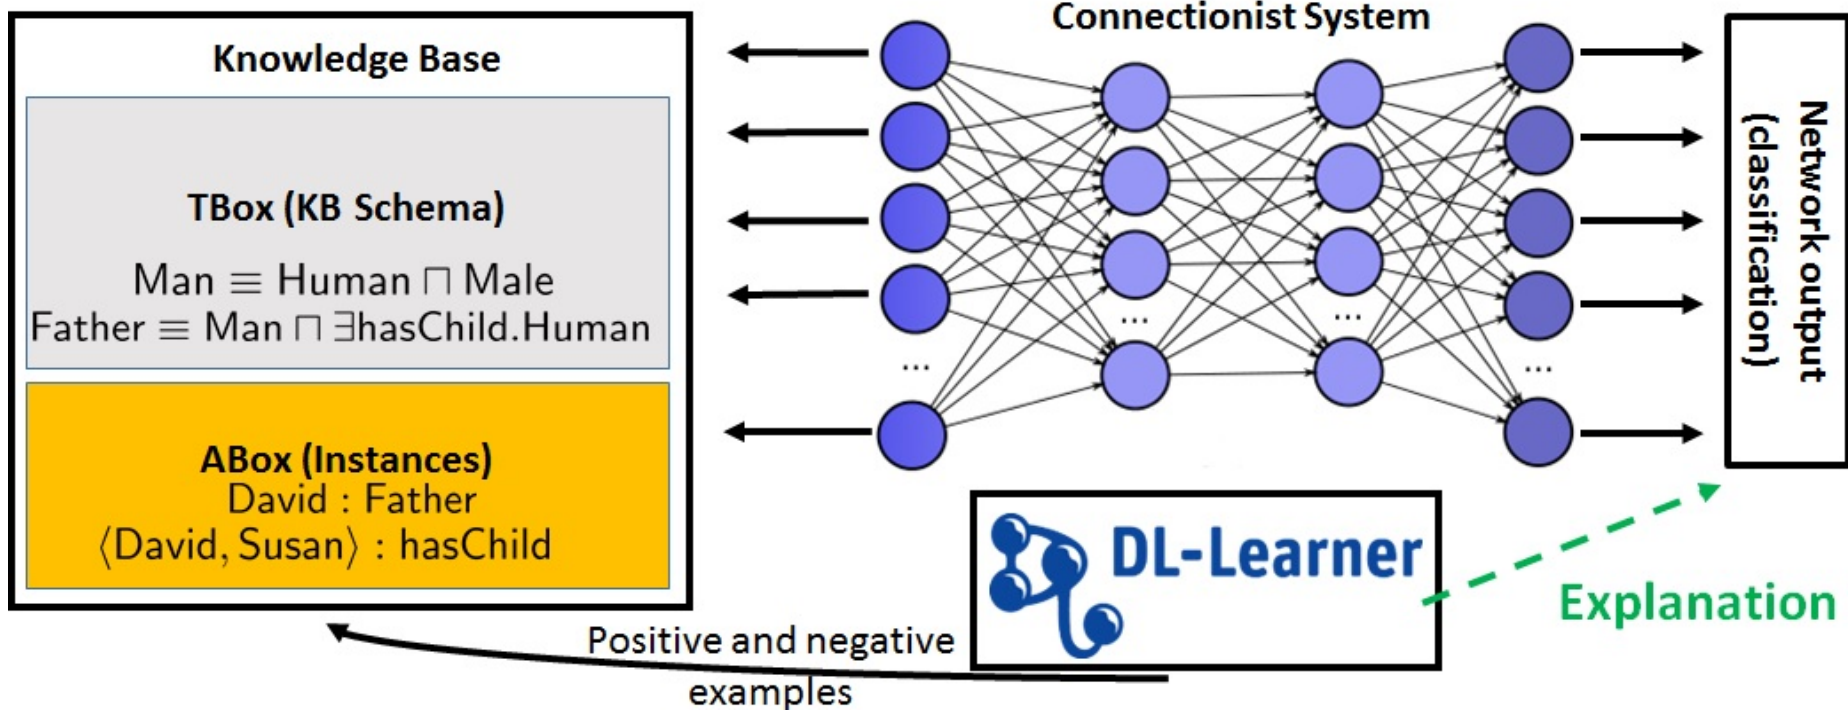 Knowledge Base
TBox (KB Schema)
Man ≡ Human ⊓ Male
Father ≡ Man ⊓ ∃hasChild.Human
ABox (Instances)
David : Father
⟨David, Susan⟩ : hasChild
Connectionist System
...
...
...
...
Network output
(classification)
DL-Learner
Explanation
Positive and negative
examples